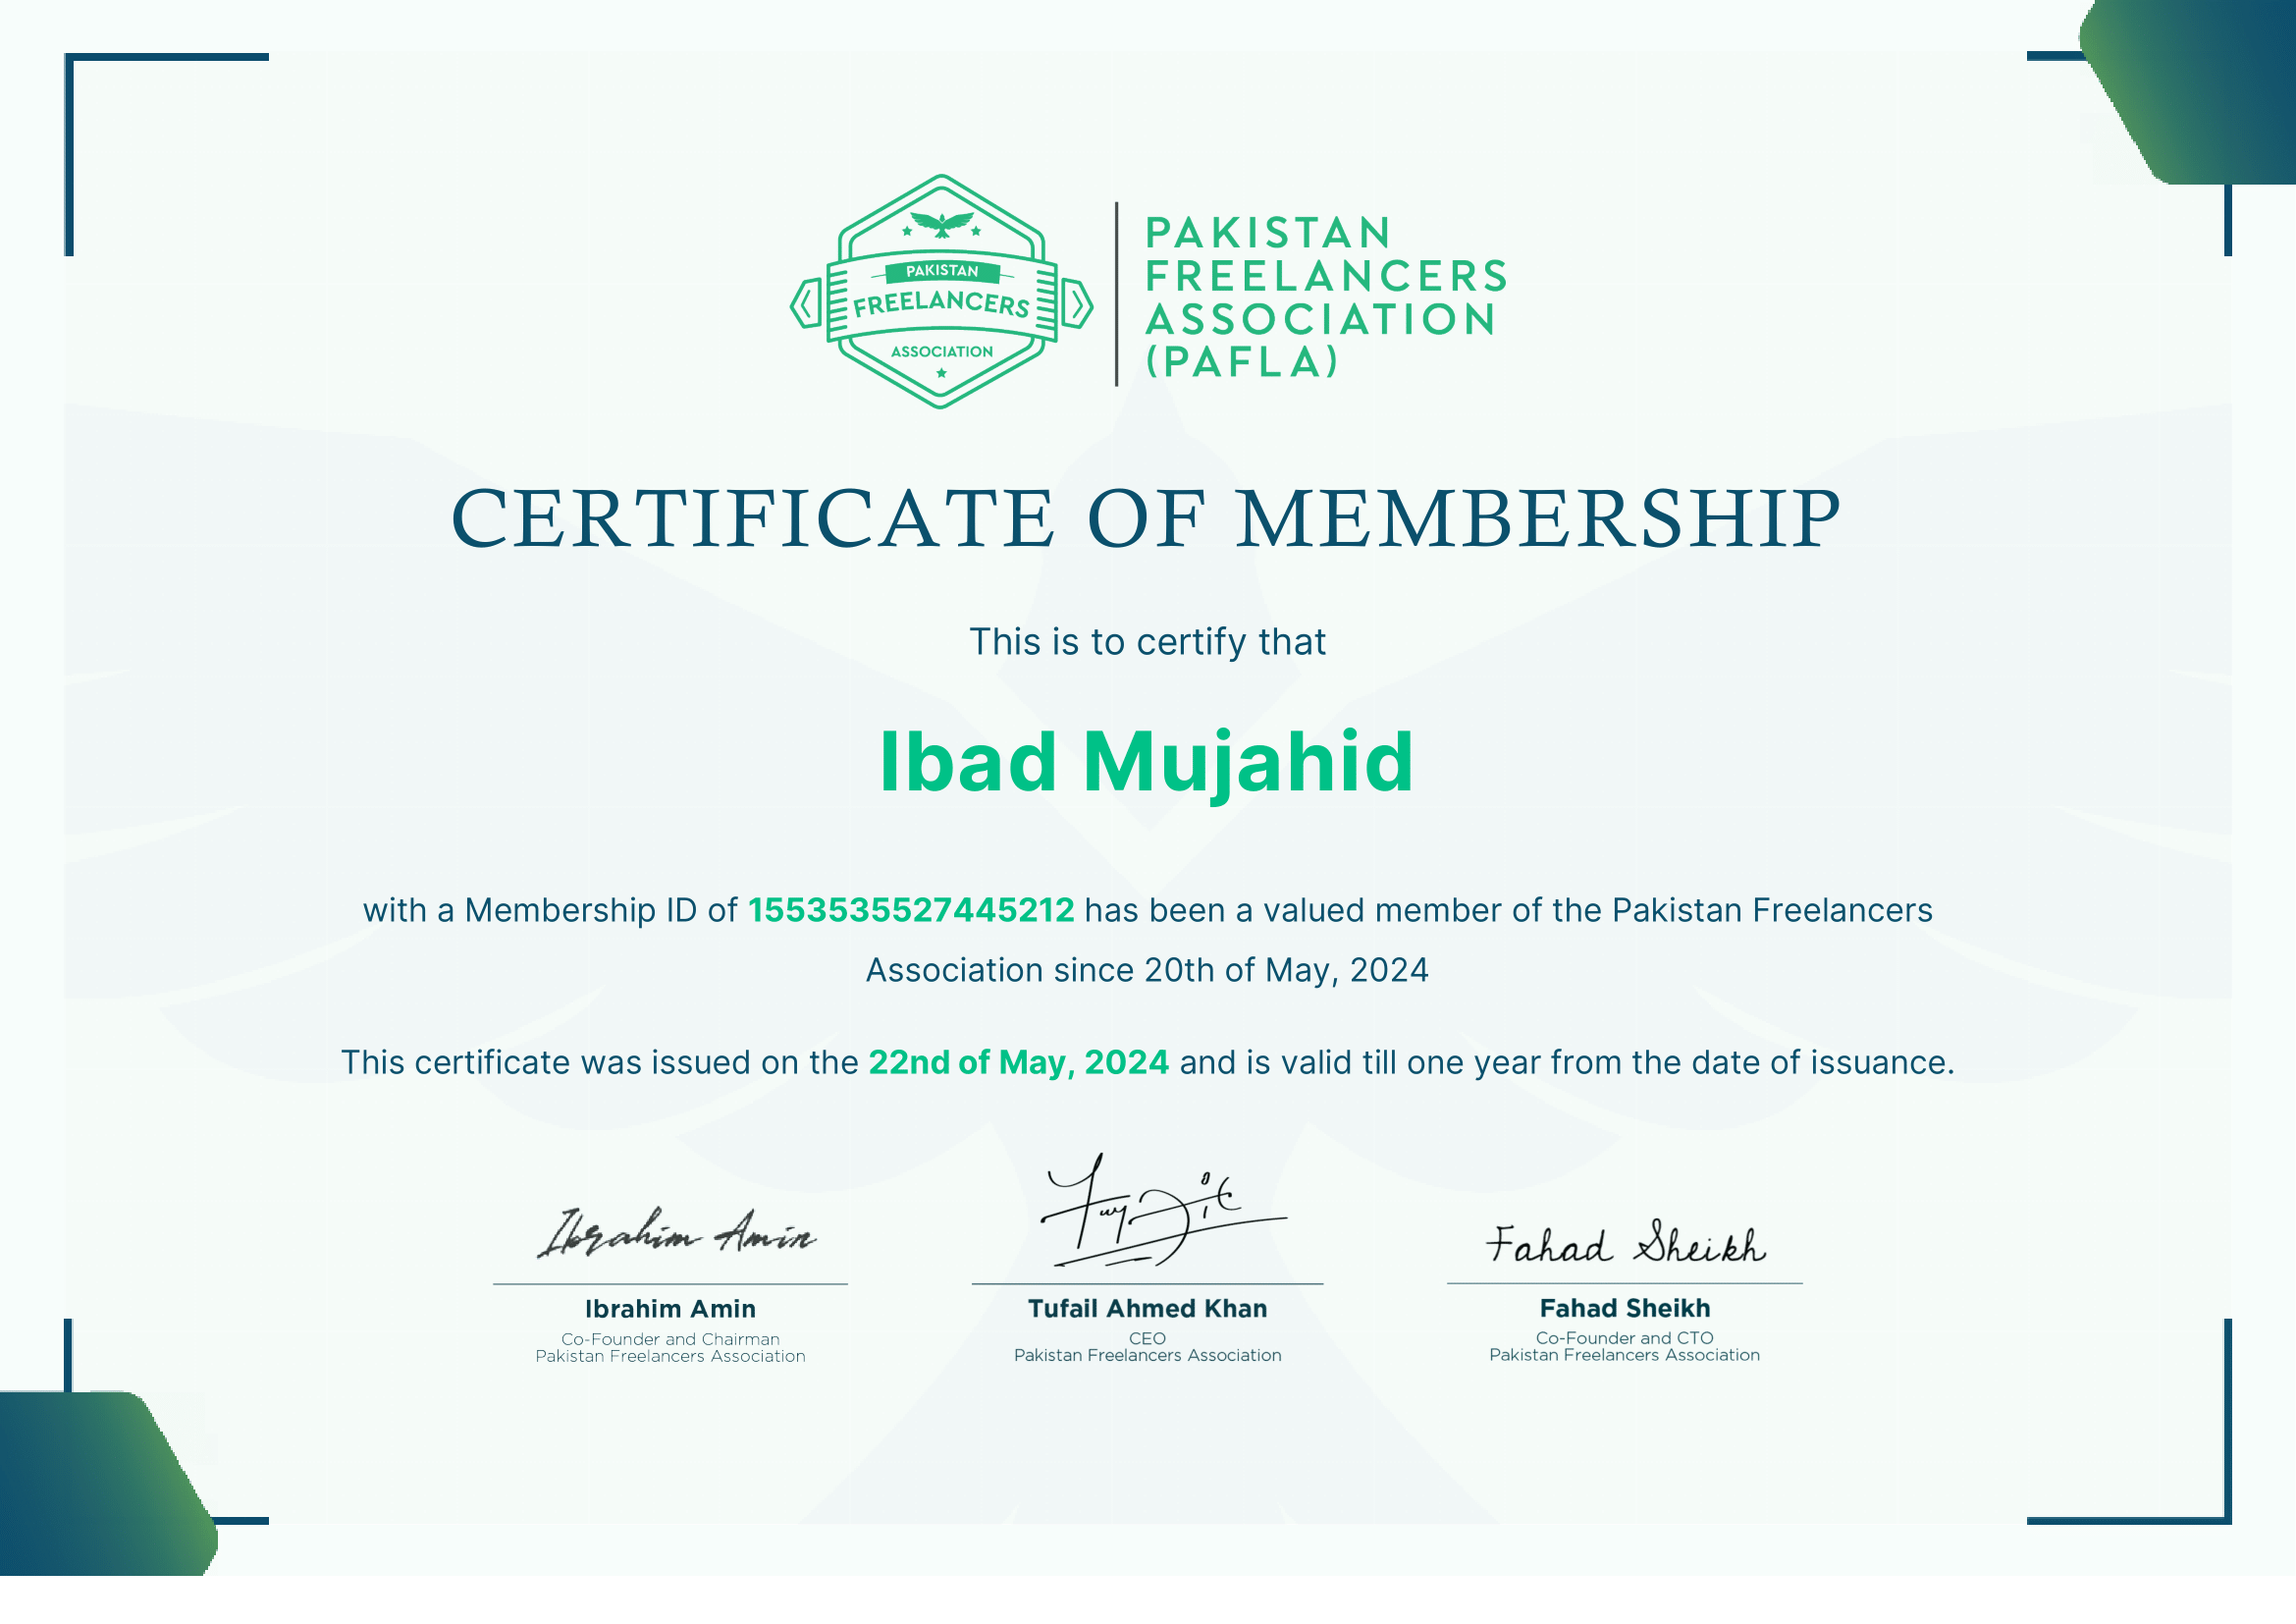 PAKISTAN
FREELANCERS
ASSOCIATION
PAKISTAN
FREELANCERS
ASSOCIATION
(PAFLA)
CERTIFICATE OF MEMBERSHIP
This is to certify that
Ibad Mujahid
with a Membership ID of 1553535527445212 has been a valued member of the Pakistan Freelancers
Association since 20th of May, 2024
This certificate was issued on the 22nd of May, 2024 and is valid till one year from the date of issuance.
Ibrahim Amin
Fahad Sheikh
Ibrahim Amin
Co-Founder and Chairman
Pakistan Freelancers Association
Tufail Ahmed Khan
CEO
Pakistan Freelancers Association
Fahad Sheikh
Co-Founder and CTO
Pakistan Freelancers Association